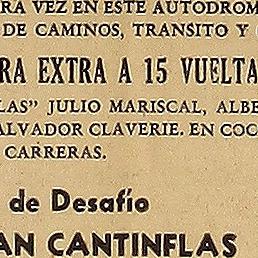 RA VEZ EN ESTE AUTODROM
DE CAMINOS, TRANSITO Y
RA EXTRA A 15 VUELTA
LAS” JULIO MARISCAL, ALBE
ALVADOR CLAVERIE. EN COC
CARRERAS.
de Desafío
AN CANTINFLAS